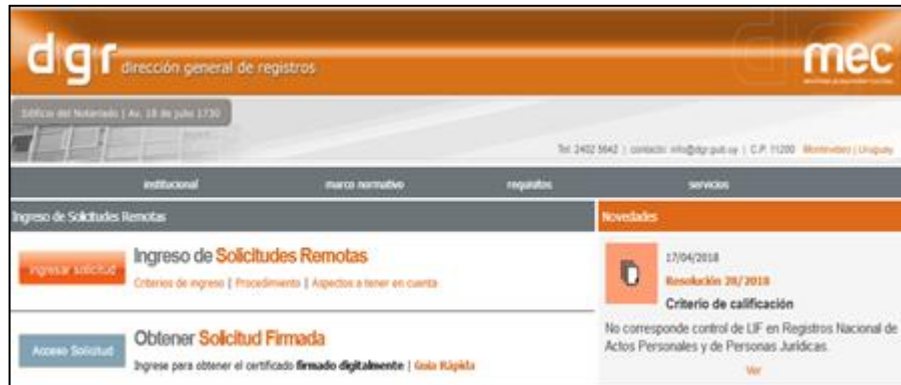 dgr dirección general de registros
mec
Edificio del Notariado | Av. 18 de julio 1730
Tel: 2402 5642 | contacto: info@dgr.gub.uy | C.P. 11200 Montevideo | Uruguay
institucional marco normativo requisitos servicios
Ingreso de Solicitudes Remotas
Novedades
ingresar solicitud
Ingreso de Solicitudes Remotas
Criterios de ingreso | Procedimiento | Aspectos a tener en cuenta
17/04/2018
Resolución 28/2018
Criterio de calificación
No corresponde control de LIF en Registros Nacional de
Actos Personales y de Personas Jurídicas.
Ver
Acceso Solicitud
Obtener Solicitud Firmada
Ingrese para obtener el certificado firmado digitalmente | Guía Rápida